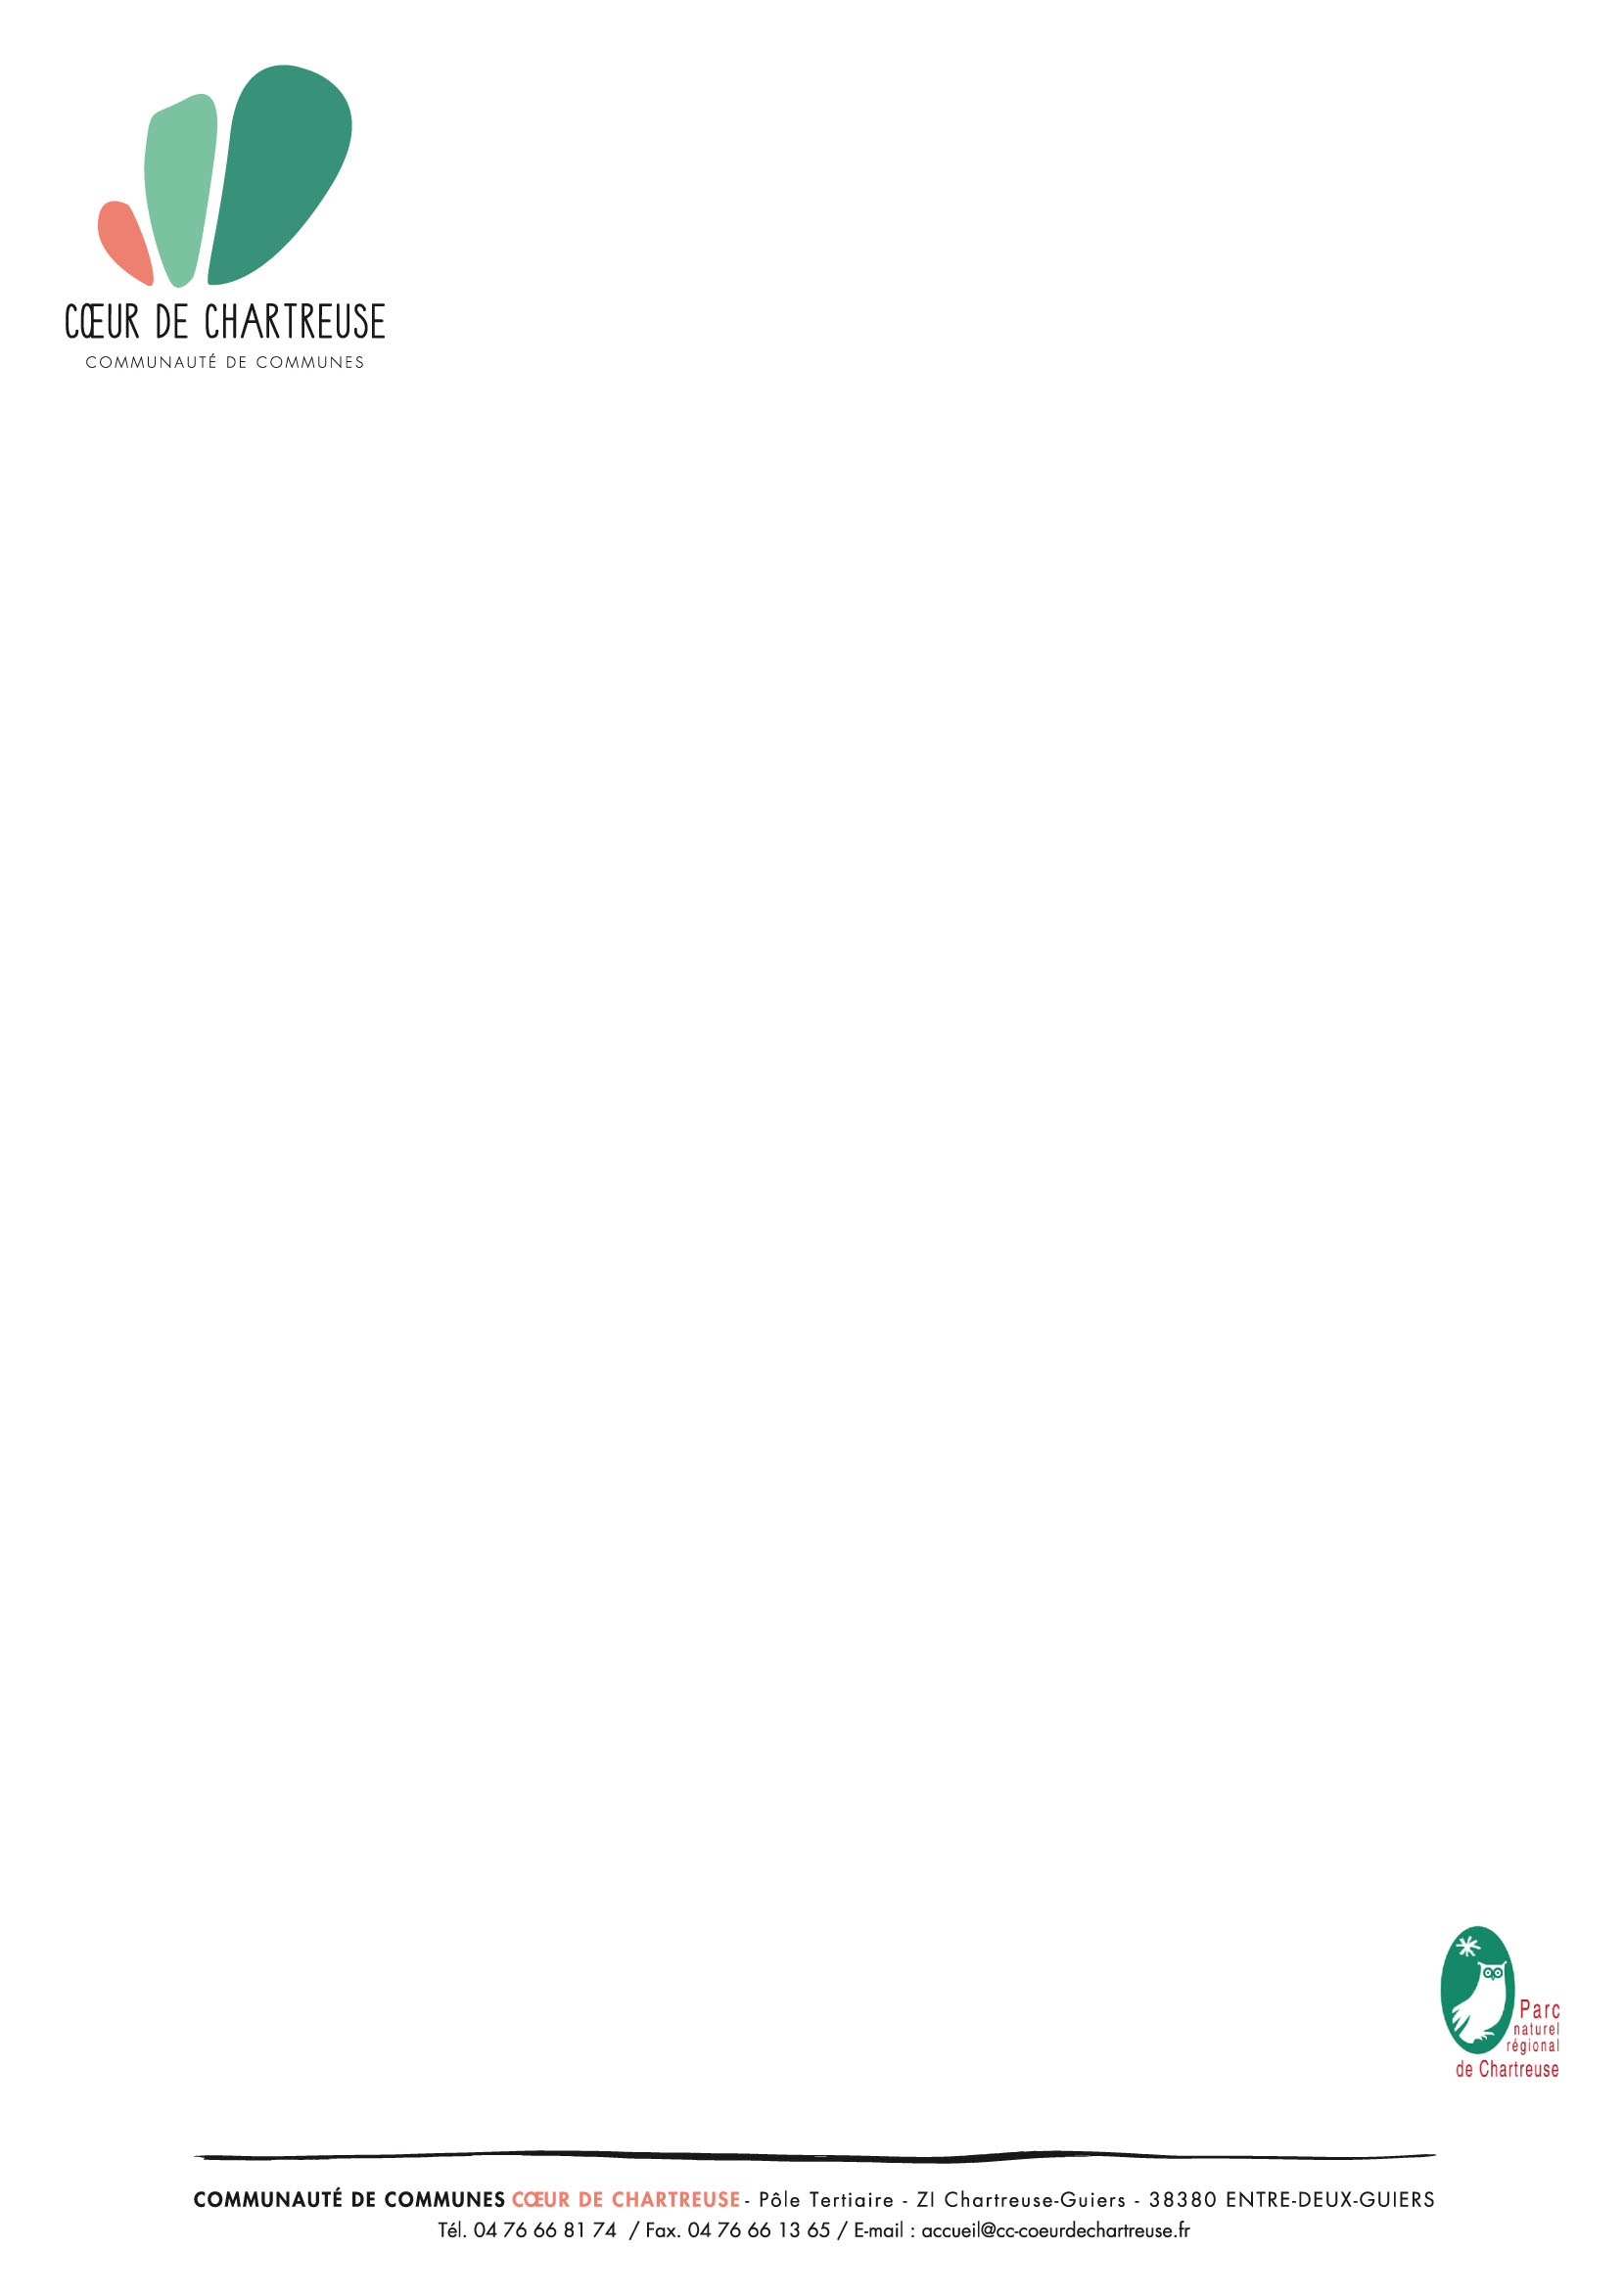 CŒUR DE CHARTREUSE
COMMUNAUTÉ DE COMMUNES
Parc
naturel
régional
de Chartreuse
COMMUNAUTÉ DE COMMUNES CŒUR DE CHARTREUSE - Pôle Tertiaire - ZI Chartreuse-Guiers - 38380 ENTRE-DEUX-GUIERS
Tél. 04 76 66 81 74 / Fax. 04 76 66 13 65 / E-mail : accueil@cc-coeurdechartreuse.fr